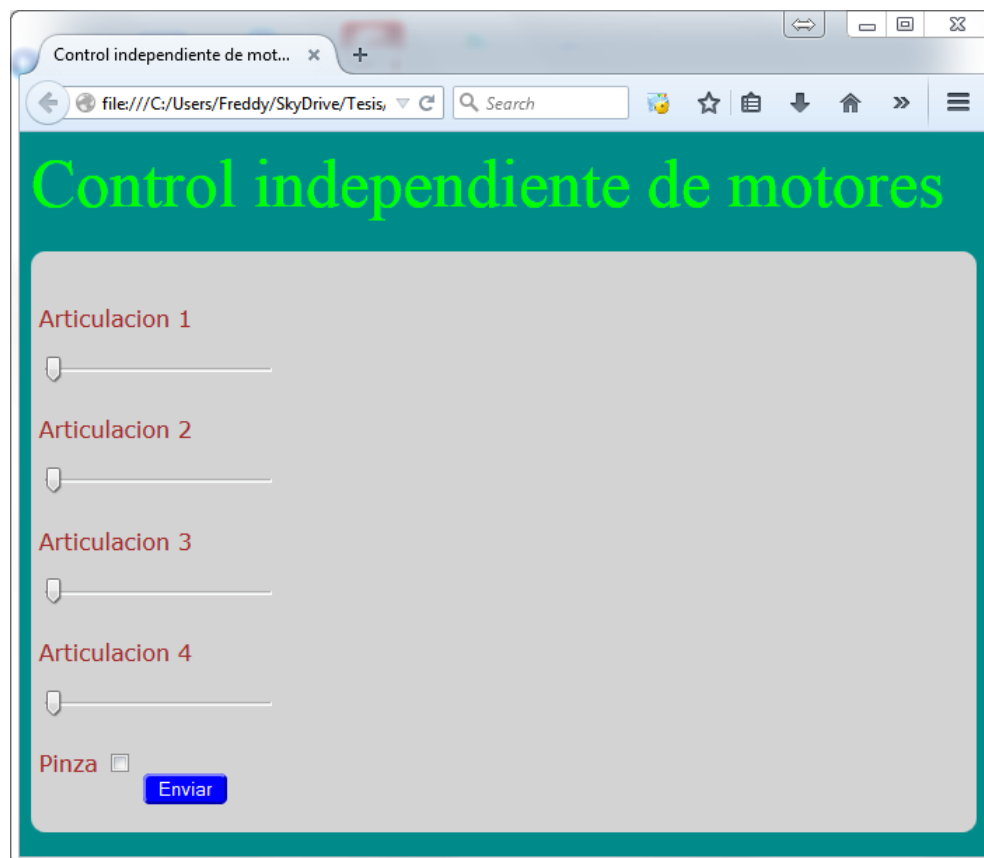 Control independiente de mot...
file:///C:/Users/Freddy/SkyDrive/Tesis,
Search
Control independiente de motores
Articulacion 1
Articulacion 2
Articulacion 3
Articulacion 4
Pinza
Enviar